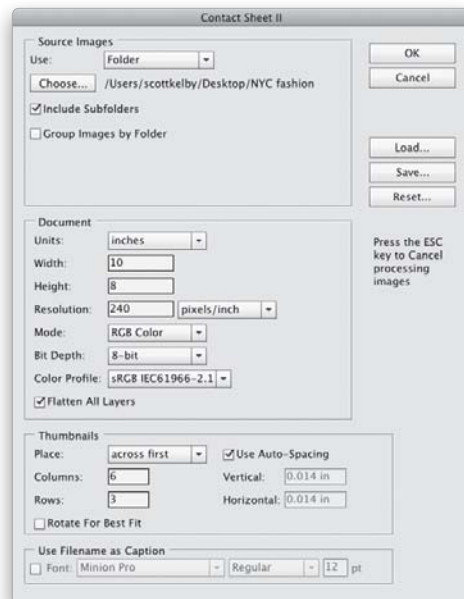 Contact Sheet II
Source Images
Use: Folder
Choose... /Users/scottkelby/Desktop/NYC fashion
Include Subfolders
Group Images by Folder
OK
Cancel
Load...
Save...
Reset...
Press the ESC
key to Cancel
processing
images
Document
Units: inches
Width: 10
Height: 8
Resolution: 240 pixels/inch
Mode: RGB Color
Bit Depth: 8-bit
Color Profile: sRGB IEC61966-2.1
Flatten All Layers
Thumbnails
Place: across first Use Auto-Spacing
Columns: 6 Vertical: 0.014 in
Rows: 3 Horizontal: 0.014 in
Rotate For Best Fit
Use Filename as Caption
Font: Minion Pro Regular 12 pt